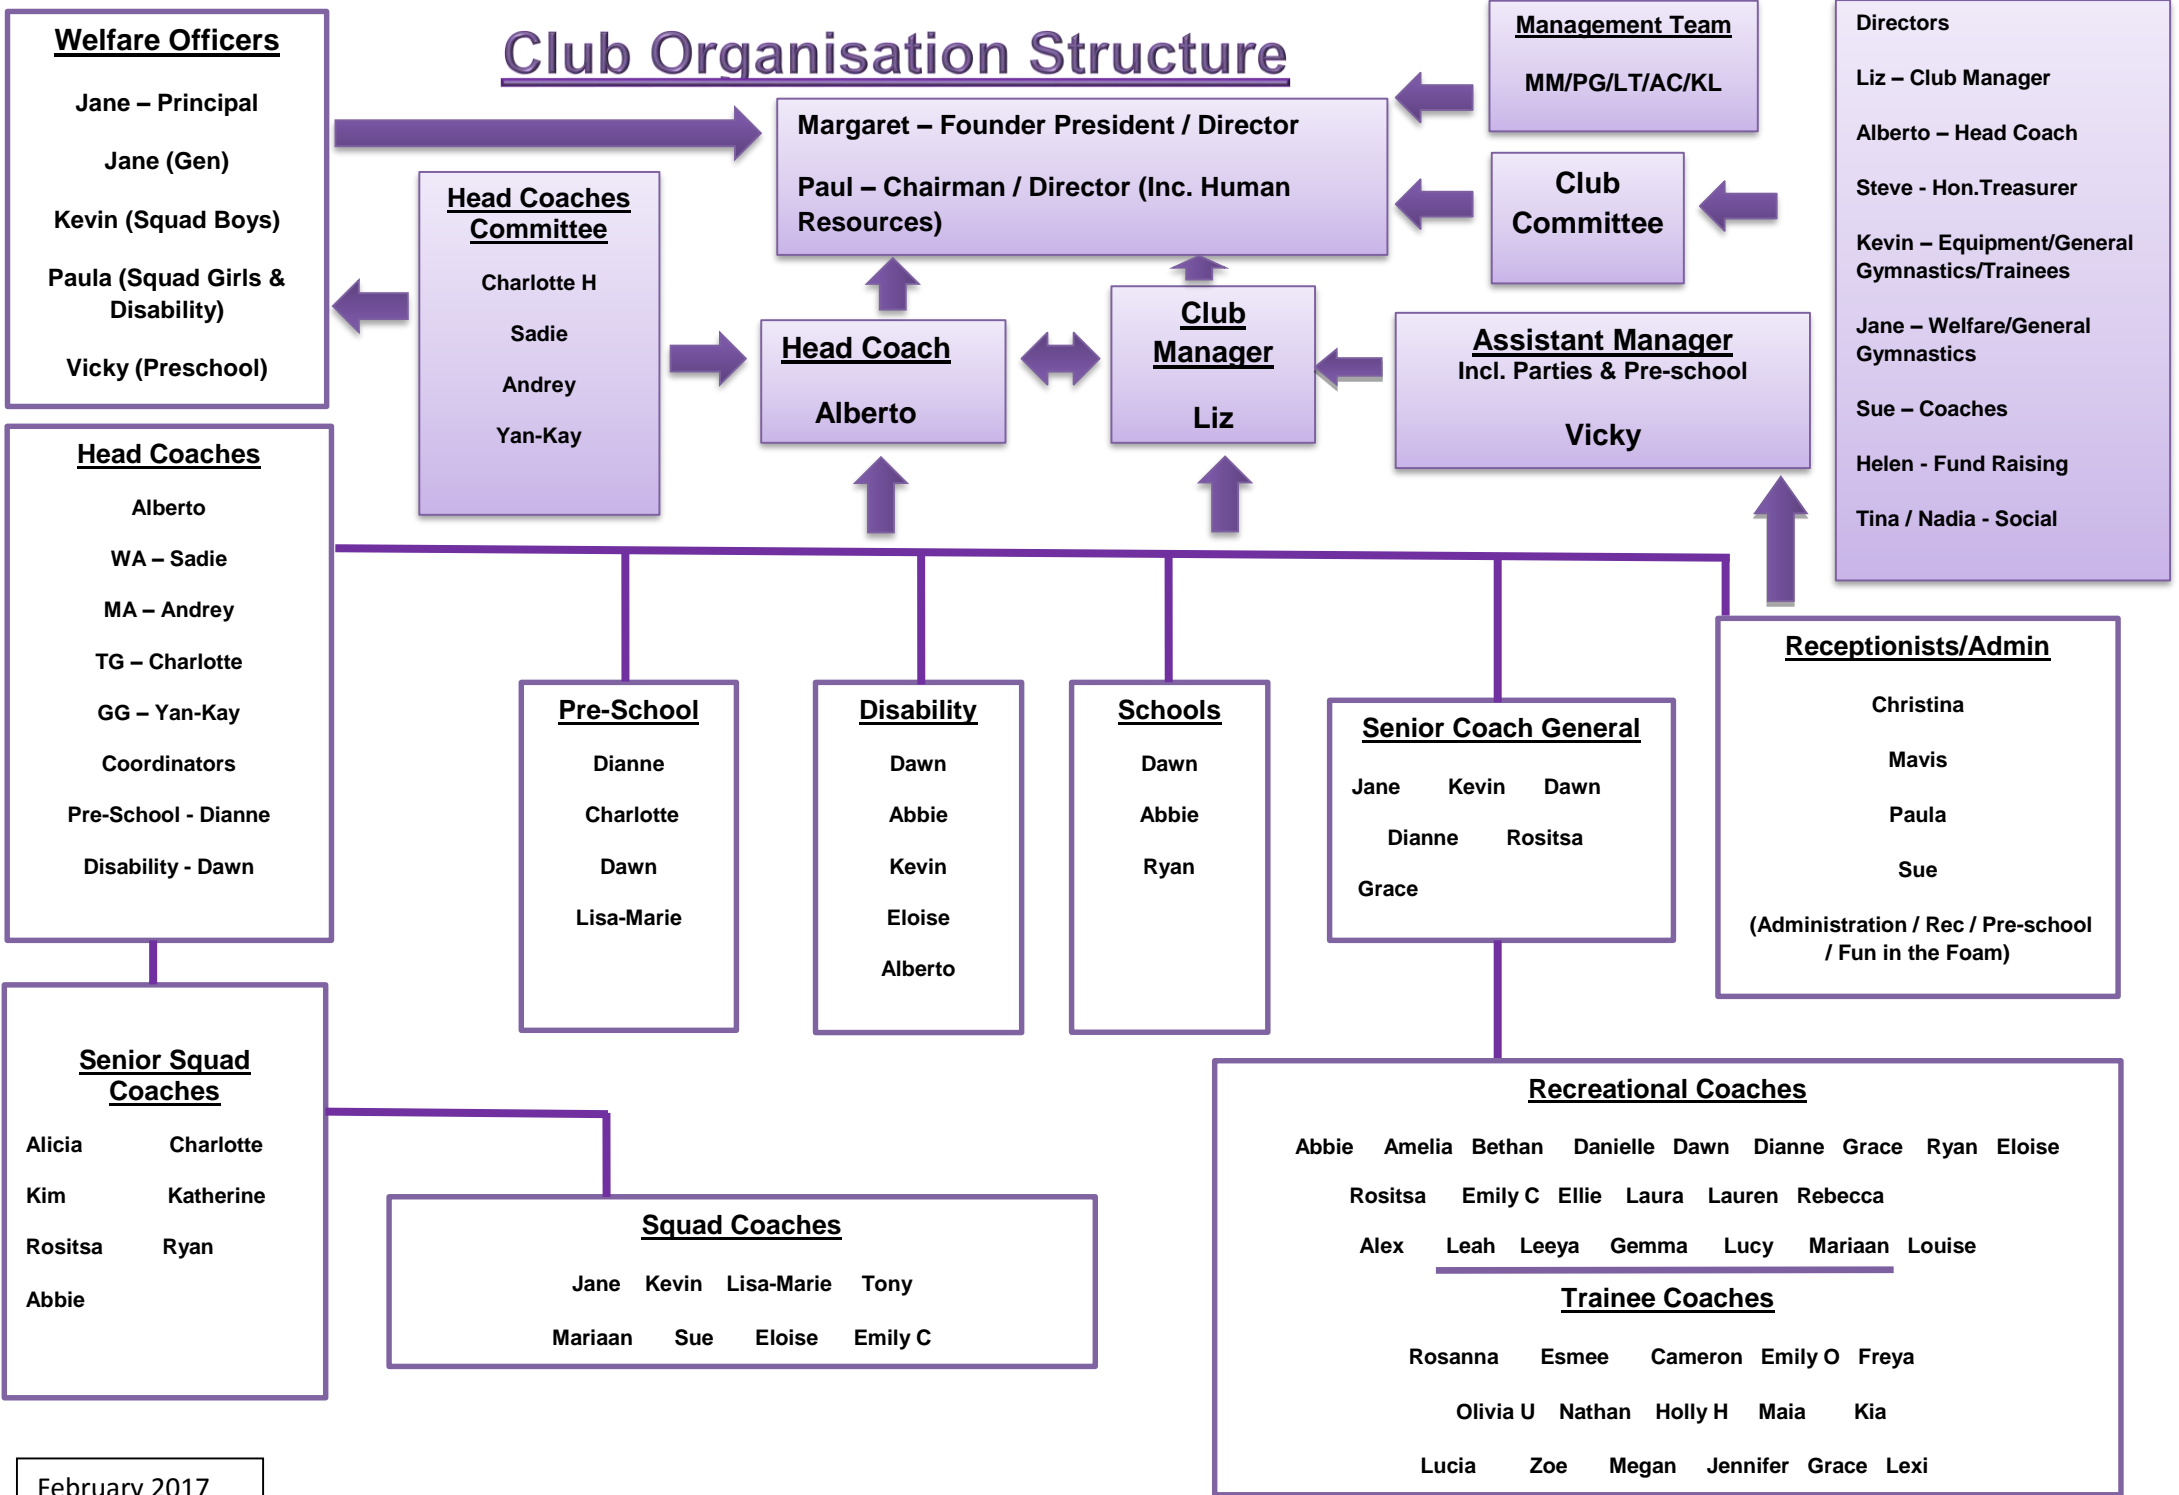 Club Organisation Structure
Welfare Officers
Jane – Principal
Jane (Gen)
Kevin (Squad Boys)
Paula (Squad Girls &
Disability)
Vicky (Preschool)
Head Coaches
Committee
Charlotte H
Sadie
Andrey
Yan-Kay
Margaret – Founder President / Director
Paul – Chairman / Director (Inc. Human
Resources)
Management Team
MM/PG/LT/AC/KL
Club
Committee
Directors
Liz – Club Manager
Alberto – Head Coach
Steve - Hon.Treasurer
Kevin – Equipment/General
Gymnastics/Trainees
Jane – Welfare/General
Gymnastics
Sue – Coaches
Helen - Fund Raising
Tina / Nadia - Social
Head Coach
Alberto
Club
Manager
Liz
Assistant Manager
Incl. Parties & Pre-school
Vicky
Head Coaches
Alberto
WA – Sadie
MA – Andrey
TG – Charlotte
GG – Yan-Kay
Coordinators
Pre-School - Dianne
Disability - Dawn
Pre-School
Dianne
Charlotte
Dawn
Lisa-Marie
Disability
Dawn
Abbie
Kevin
Eloise
Alberto
Schools
Dawn
Abbie
Ryan
Senior Coach General
Jane Kevin Dawn
Dianne Rositsa
Grace
Receptionists/Admin
Christina
Mavis
Paula
Sue
(Administration / Rec / Pre-school
/ Fun in the Foam)
Senior Squad
Coaches
Alicia Charlotte
Kim Katherine
Rositsa Ryan
Abbie
Squad Coaches
Jane Kevin Lisa-Marie Tony
Mariaan Sue Eloise Emily C
Recreational Coaches
Abbie Amelia Bethan Danielle Dawn Dianne Grace Ryan Eloise
Rositsa Emily C Ellie Laura Lauren Rebecca
Alex Leah Leeya Gemma Lucy Mariaan Louise
Trainee Coaches
Rosanna Esmee Cameron Emily O Freya
Olivia U Nathan Holly H Maia Kia
Lucia Zoe Megan Jennifer Grace Lexi
February 2017